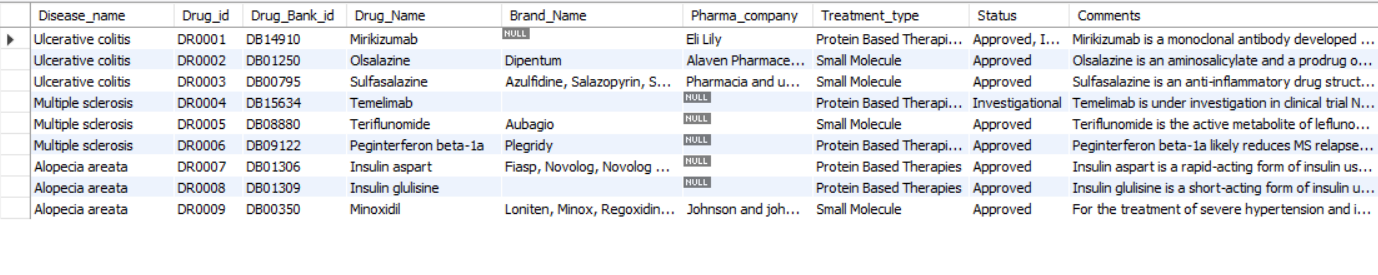 Disease_name Drug_id Drug_Bank_id Drug_Name Brand_Name Pharma_company Treatment_type Status Comments
Ulcerative colitis DR0001 DB14910 Mirikizumab NULL Eli Lily Protein Based Therapi... Approved, I... Mirikizumab is a monoclonal antibody developed ...
Ulcerative colitis DR0002 DB01250 Olsalazine Dipentum Alaven Pharmace... Small Molecule Approved Olsalazine is an aminosalicylate and a prodrug o...
Ulcerative colitis DR0003 DB00795 Sulfasalazine Azulfidine, Salazopyrin, S... Pharmacia and u... Small Molecule Approved Sulfasalazine is an anti-inflammatory drug struct...
Multiple sclerosis DR0004 DB15634 Temelimab NULL Protein Based Therapi... Investigational Temelimab is under investigation in clinical trial N...
Multiple sclerosis DR0005 DB08880 Teriflunomide Aubagio NULL Small Molecule Approved Teriflunomide is the active metabolite of lefluno...
Multiple sclerosis DR0006 DB09122 Peginterferon beta-1a Plegridy NULL Protein Based Therapi... Approved Peginterferon beta-1a likely reduces MS relapse...
Alopecia areata DR0007 DB01306 Insulin aspart Fiasp, Novolog, Novolog ... NULL Protein Based Therapies Approved Insulin aspart is a rapid-acting form of insulin us...
Alopecia areata DR0008 DB01309 Insulin glulisine NULL Protein Based Therapies Approved Insulin glulisine is a short-acting form of insulin u...
Alopecia areata DR0009 DB00350 Minoxidil Loniten, Minox, Regoxidin... Johnson and joh... Small Molecule Approved For the treatment of severe hypertension and i...